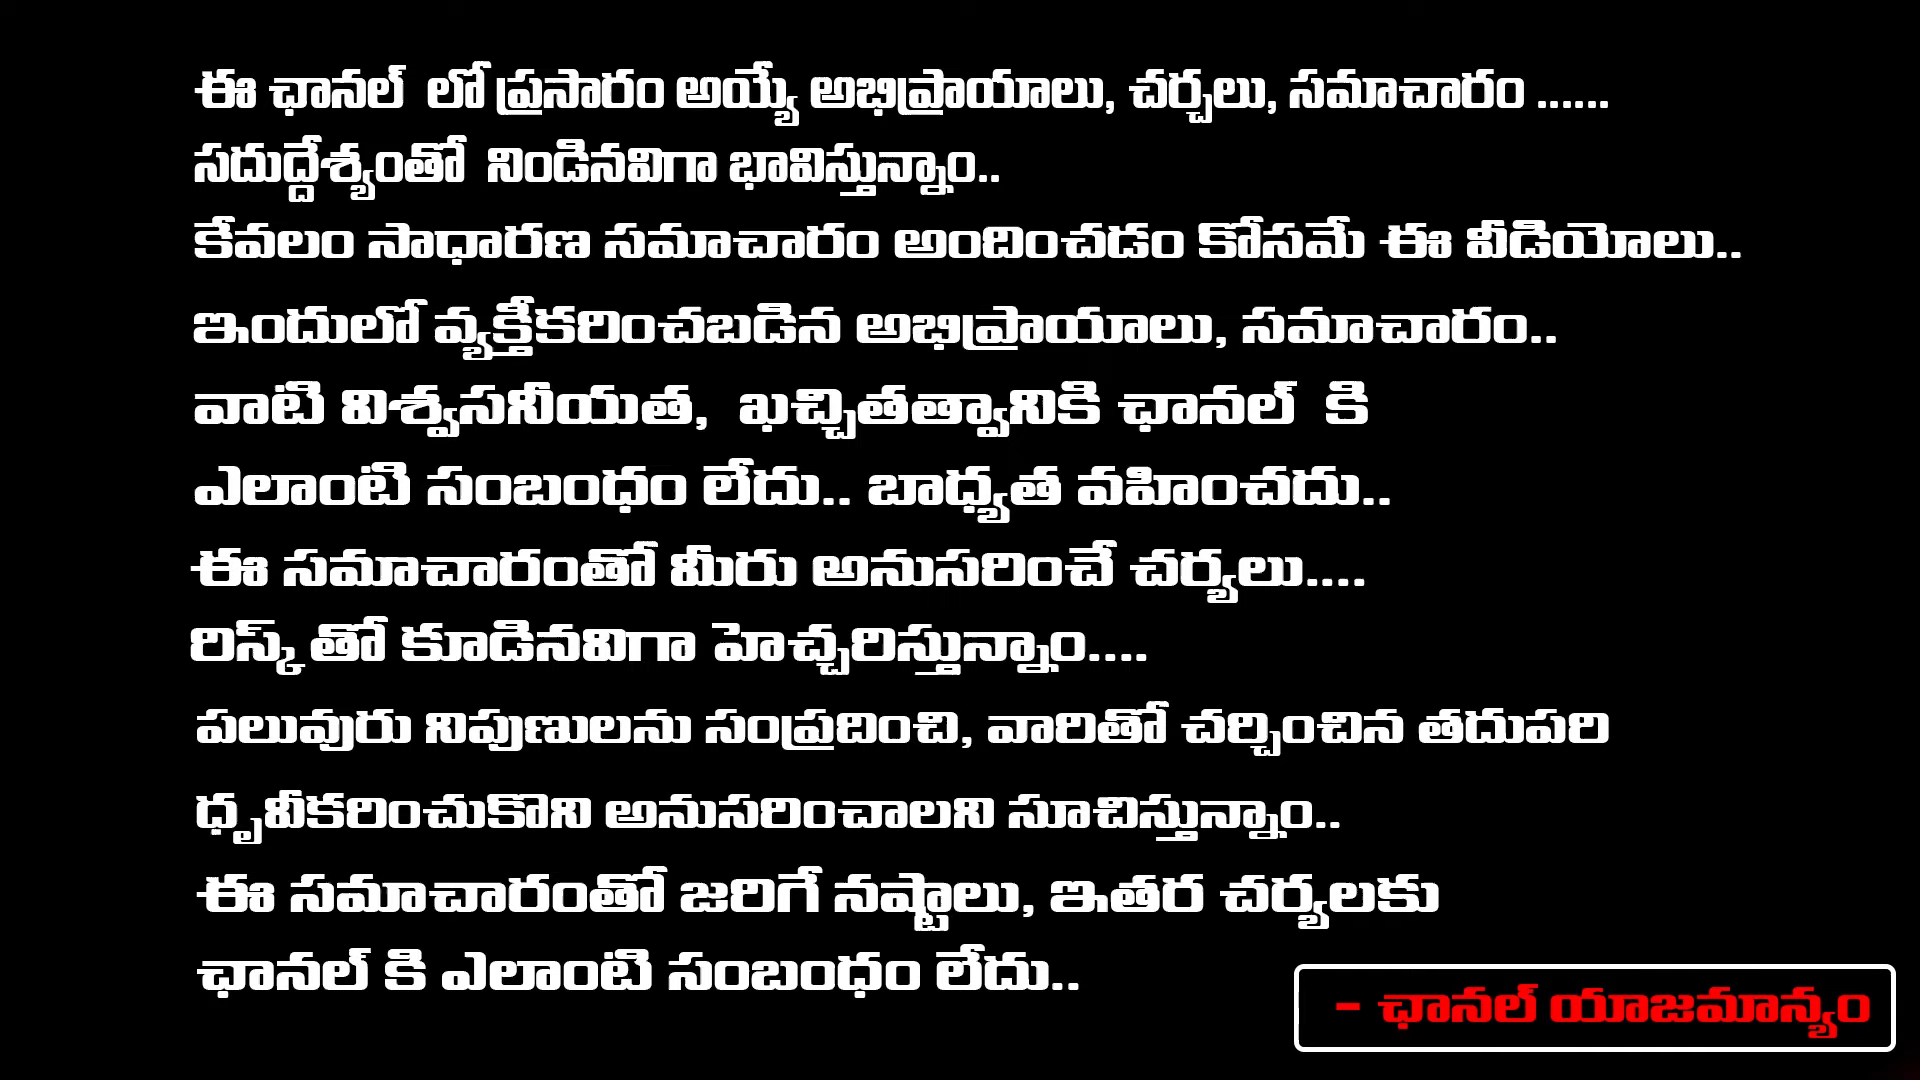 ఈ ఛానల్ లో ప్రసారం అయ్యే అభిప్రాయాలు, చర్చలు, సమాచారం ......
సదుద్దేశ్యంతో నిండినవిగా భావిస్తున్నాం..
కేవలం సాధారణ సమాచారం అందించడం కోసమే ఈ వీడియోలు..
ఇందులో వ్యక్తీకరించబడిన అభిప్రాయాలు, సమాచారం..
వాటి విశ్వసనీయత, ఖచ్చితత్వానికి ఛానల్ కి
ఎలాంటి సంబంధం లేదు.. బాధ్యత వహించదు..
ఈ సమాచారంతో మీరు అనుసరించే చర్యలు....
రిస్క్ తో కూడినవిగా హెచ్చరిస్తున్నాం....
పలువురు నిపుణులను సంప్రదించి, వారితో చర్చించిన తదుపరి
ధృవీకరించుకొని అనుసరించాలని సూచిస్తున్నాం..
ఈ సమాచారంతో జరిగే నష్టాలు, ఇతర చర్యలకు
ఛానల్ కి ఎలాంటి సంబంధం లేదు..
- ఛానల్ యాజమాన్యం